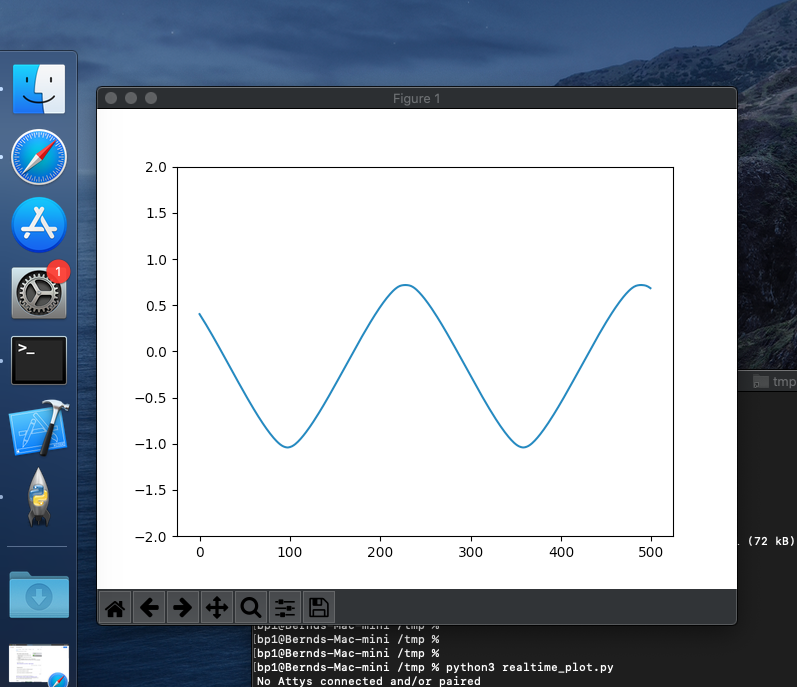 Figure 1
1
>_
2.0
1.5
1.0
0.5
0.0
−0.5
−1.0
−1.5
−2.0
0 100 200 300 400 500
tmp
. (72 kB)
[bp1@Bernds-Mac-mini /tmp %
[bp1@Bernds-Mac-mini /tmp %
[bp1@Bernds-Mac-mini /tmp %
[bp1@Bernds-Mac-mini /tmp % python3 realtime_plot.py
No Attys connected and/or paired